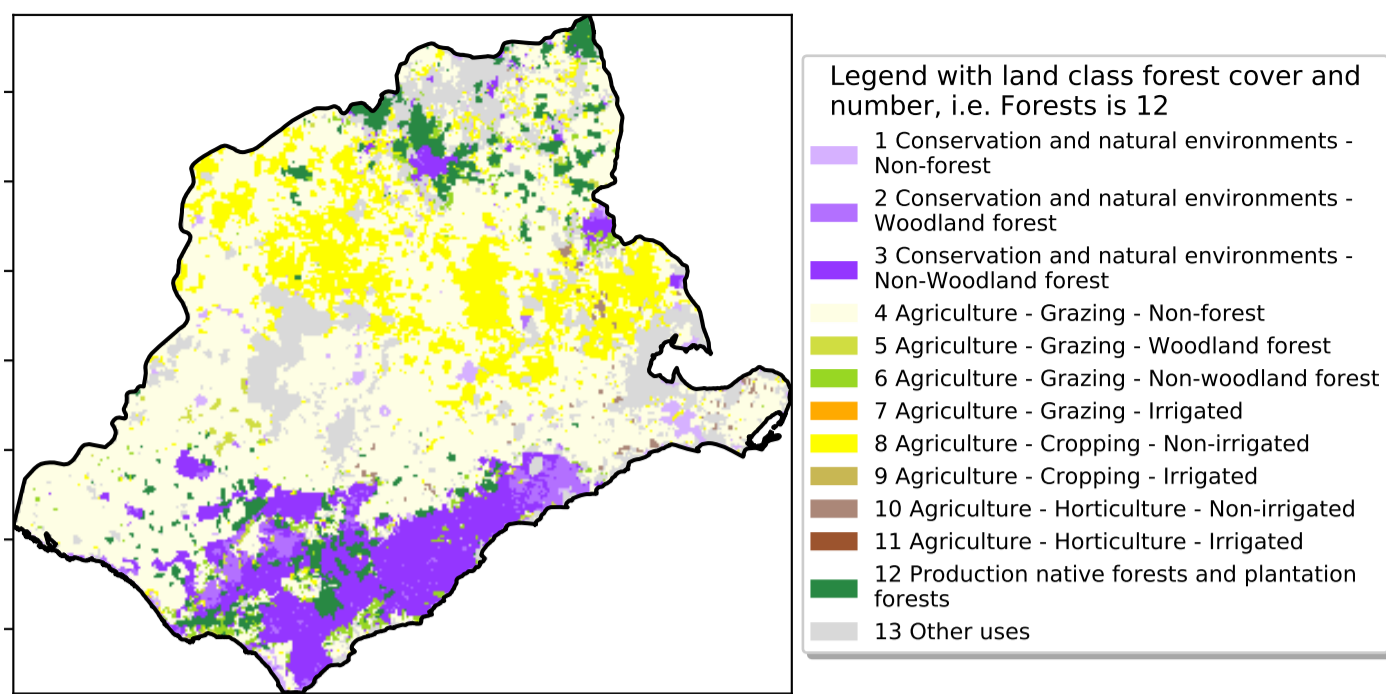 Legend with land class forest cover and
number, i.e. Forests is 12
1 Conservation and natural environments -
Non-forest
2 Conservation and natural environments -
Woodland forest
3 Conservation and natural environments -
Non-Woodland forest
4 Agriculture - Grazing - Non-forest
5 Agriculture - Grazing - Woodland forest
6 Agriculture - Grazing - Non-woodland forest
7 Agriculture - Grazing - Irrigated
8 Agriculture - Cropping - Non-irrigated
9 Agriculture - Cropping - Irrigated
10 Agriculture - Horticulture - Non-irrigated
11 Agriculture - Horticulture - Irrigated
12 Production native forests and plantation
forests
13 Other uses